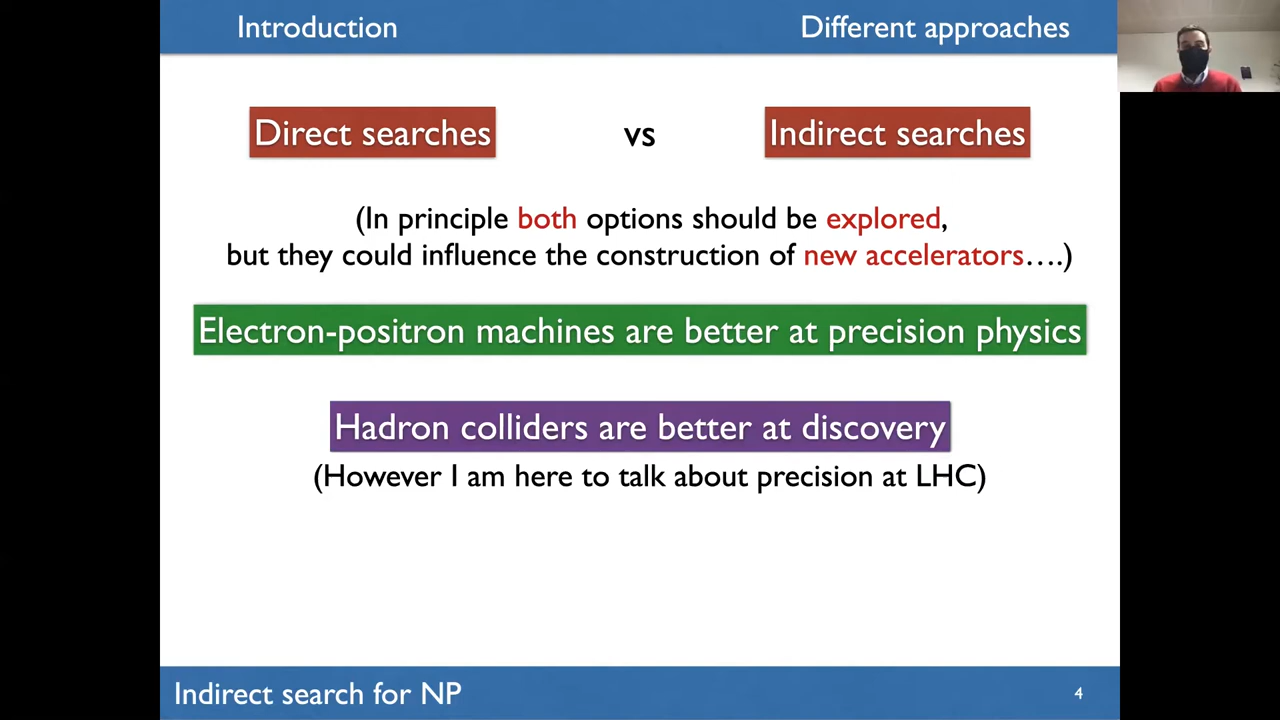 Introduction
Different approaches
Direct searches
vs
Indirect searches
(In principle both options should be explored,
but they could influence the construction of new accelerators….)
Electron-positron machines are better at precision physics
Hadron colliders are better at discovery
(However I am here to talk about precision at LHC)
Indirect search for NP
4